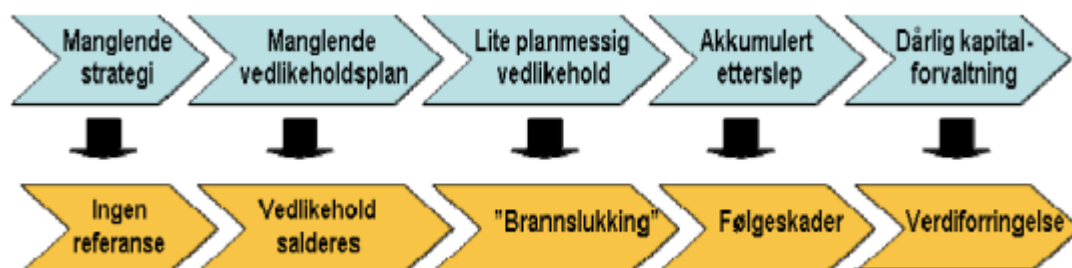 Manglende
strategi
Manglende
vedlikeholdsplan
Lite planmessig
vedlikehold
Akkumulert
etterslep
Dårlig kapital-
forvaltning
Ingen
referanse
Vedlikehold
salderes
"Brannslukking"
Følgeskader
Verdiforringelse